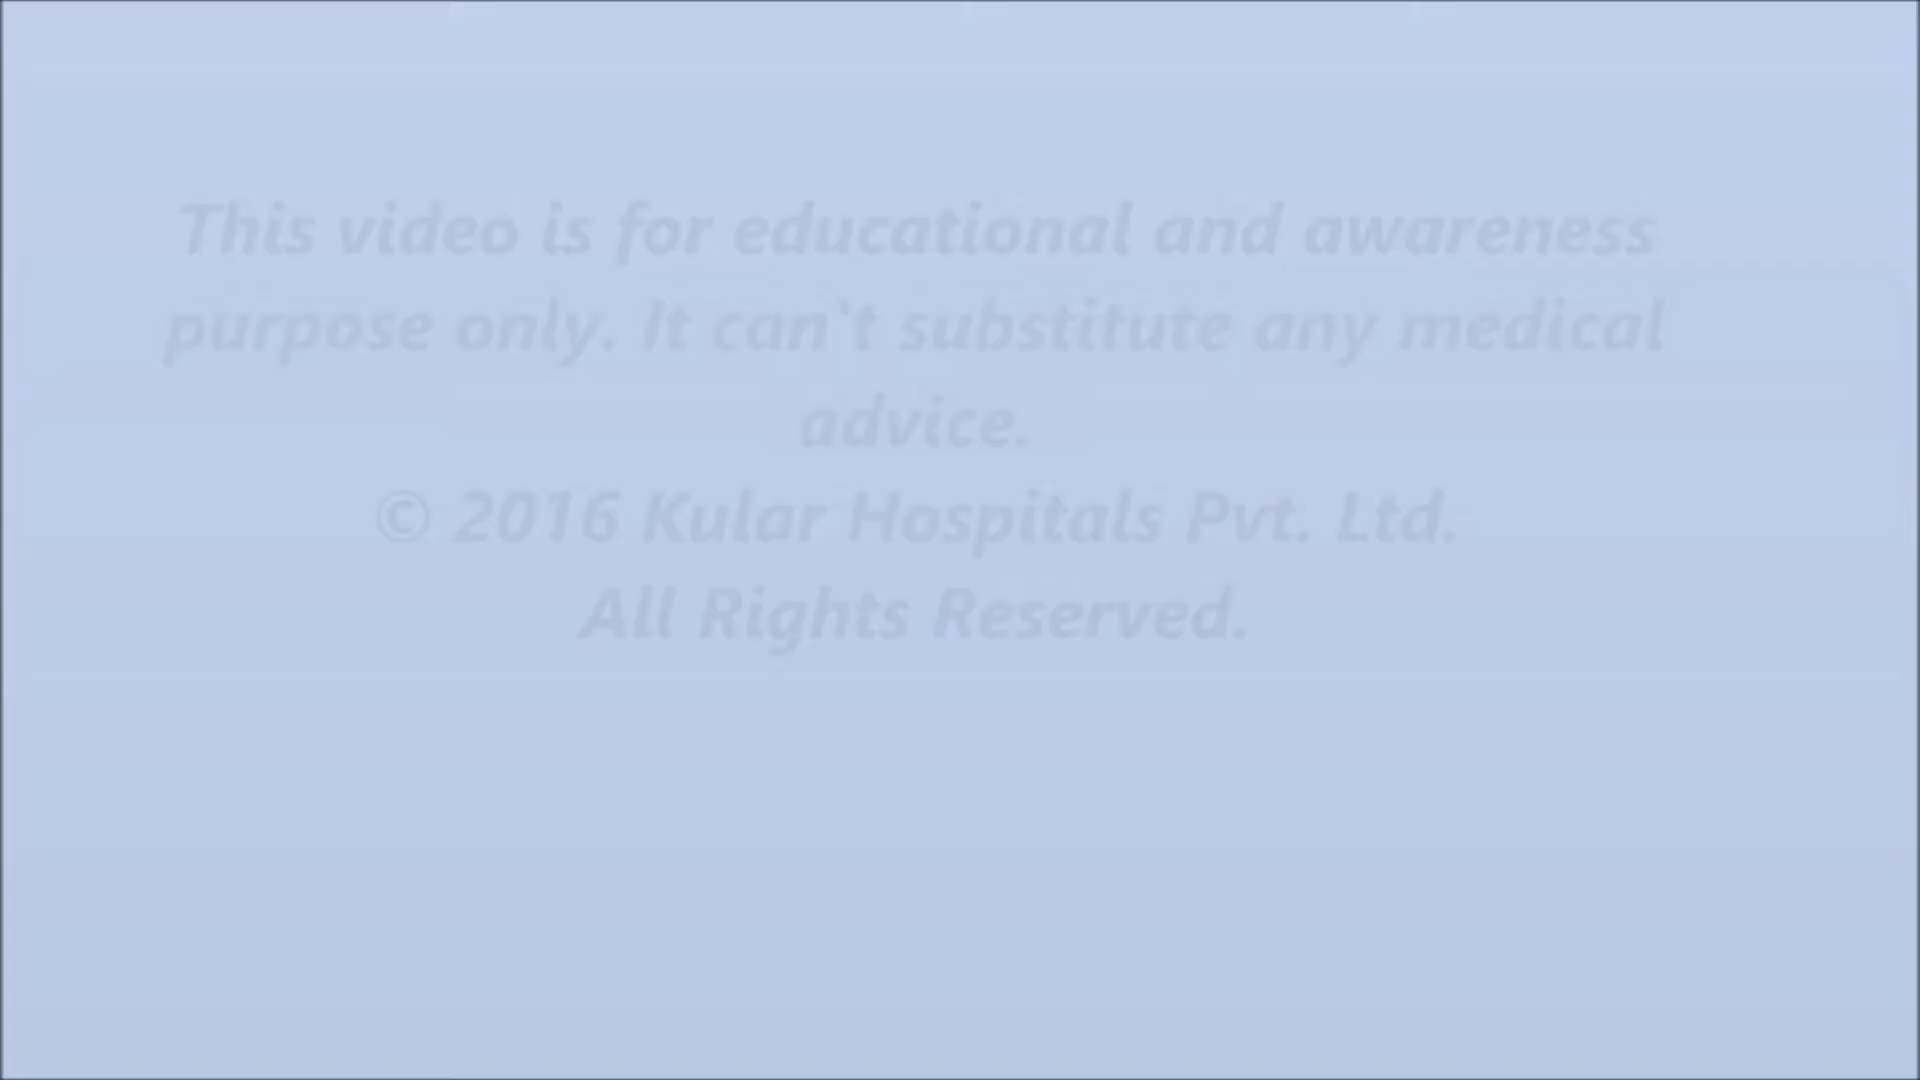 This video is for educational and awareness
purpose only. It can't substitute any medical
advice.
© 2016 Kular Hospitals Pvt. Ltd.
All Rights Reserved.